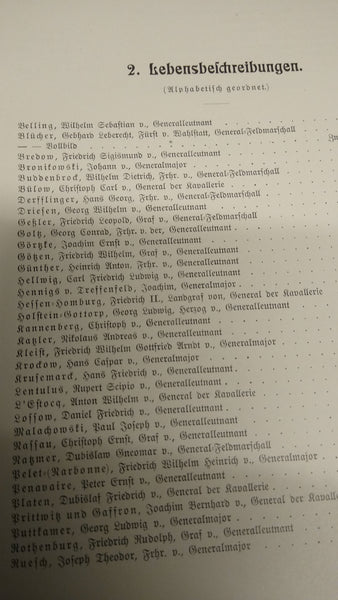 2. Lebensbeschreibungen.
(Alphabetisch geordnet.)
Belling, Wilhelm Sebastian v., Generalleutnant
Blücher, Gebhard Leberecht, Fürst v. Wahlstatt, General-Feldmarschall
— — Vollbild
Bredow, Friedrich Sigismund v., Generalleutnant
Bronikowski, Johann v., Generalmajor
Buddenbrock, Wilhelm Dietrich, Frhr. v., General-Feldmarschall
Bülow, Christoph Carl v., General der Kavallerie
Derfflinger, Hans Georg, Frhr. v., General-Feldmarschall
Driesen, Georg Wilhelm v., Generalleutnant
Geßler, Friedrich Leopold, Graf v., General-Feldmarschall
Goltz, Georg Conrad, Frhr. v. der, Generalleutnant
Görtzke, Joachim Ernst v., Generalleutnant
Götzen, Friedrich Wilhelm, Graf v., Generalleutnant
Günther, Heinrich Anton, Frhr. v., Generalleutnant
Hellwig, Carl Friedrich Ludwig v., Generalleutnant
Hennigs v. Treffenfeld, Joachim, Generalmajor
Hessen-Homburg, Friedrich II., Landgraf von, General der Kavallerie
Holstein-Gottorp, Georg Ludwig, Herzog v., Generalleutnant
Kannenberg, Christoph v., Generalleutnant
Katzler, Nikolaus Andreas v., Generalleutnant
Kleist, Friedrich Wilhelm Gottfried Arndt v., Generalmajor
Krockow, Hans Caspar v., Generalmajor
Krusemarck, Hans Friedrich v., Generalleutnant
Lentulus, Rupert Scipio v., Generalleutnant
L'Estocq, Anton Wilhelm v., General der Kavallerie
Lossow, Daniel Friedrich v., Generalleutnant
Malachowski, Paul Joseph v., Generalleutnant
Nassau, Christoph Ernst, Graf v., Generalleutnant
Natzmer, Dubislaw Gneomar v., General-Feldmarschall
Pelet-(Narbonne), Friedrich Wilhelm Heinrich v., Generalmajor
Penavaire, Peter Ernst v., Generalleutnant
Platen, Dubislaf Friedrich v., General der Kavallerie
Prittwitz und Gaffron, Joachim Bernhard v., General der Kavallerie
Puttkamer, Georg Ludwig v., Generalmajor
Rothenburg, Friedrich Rudolph, Graf v., Generalleutnant
Ruesch, Joseph Theodor, Frhr. v., Generalmajor